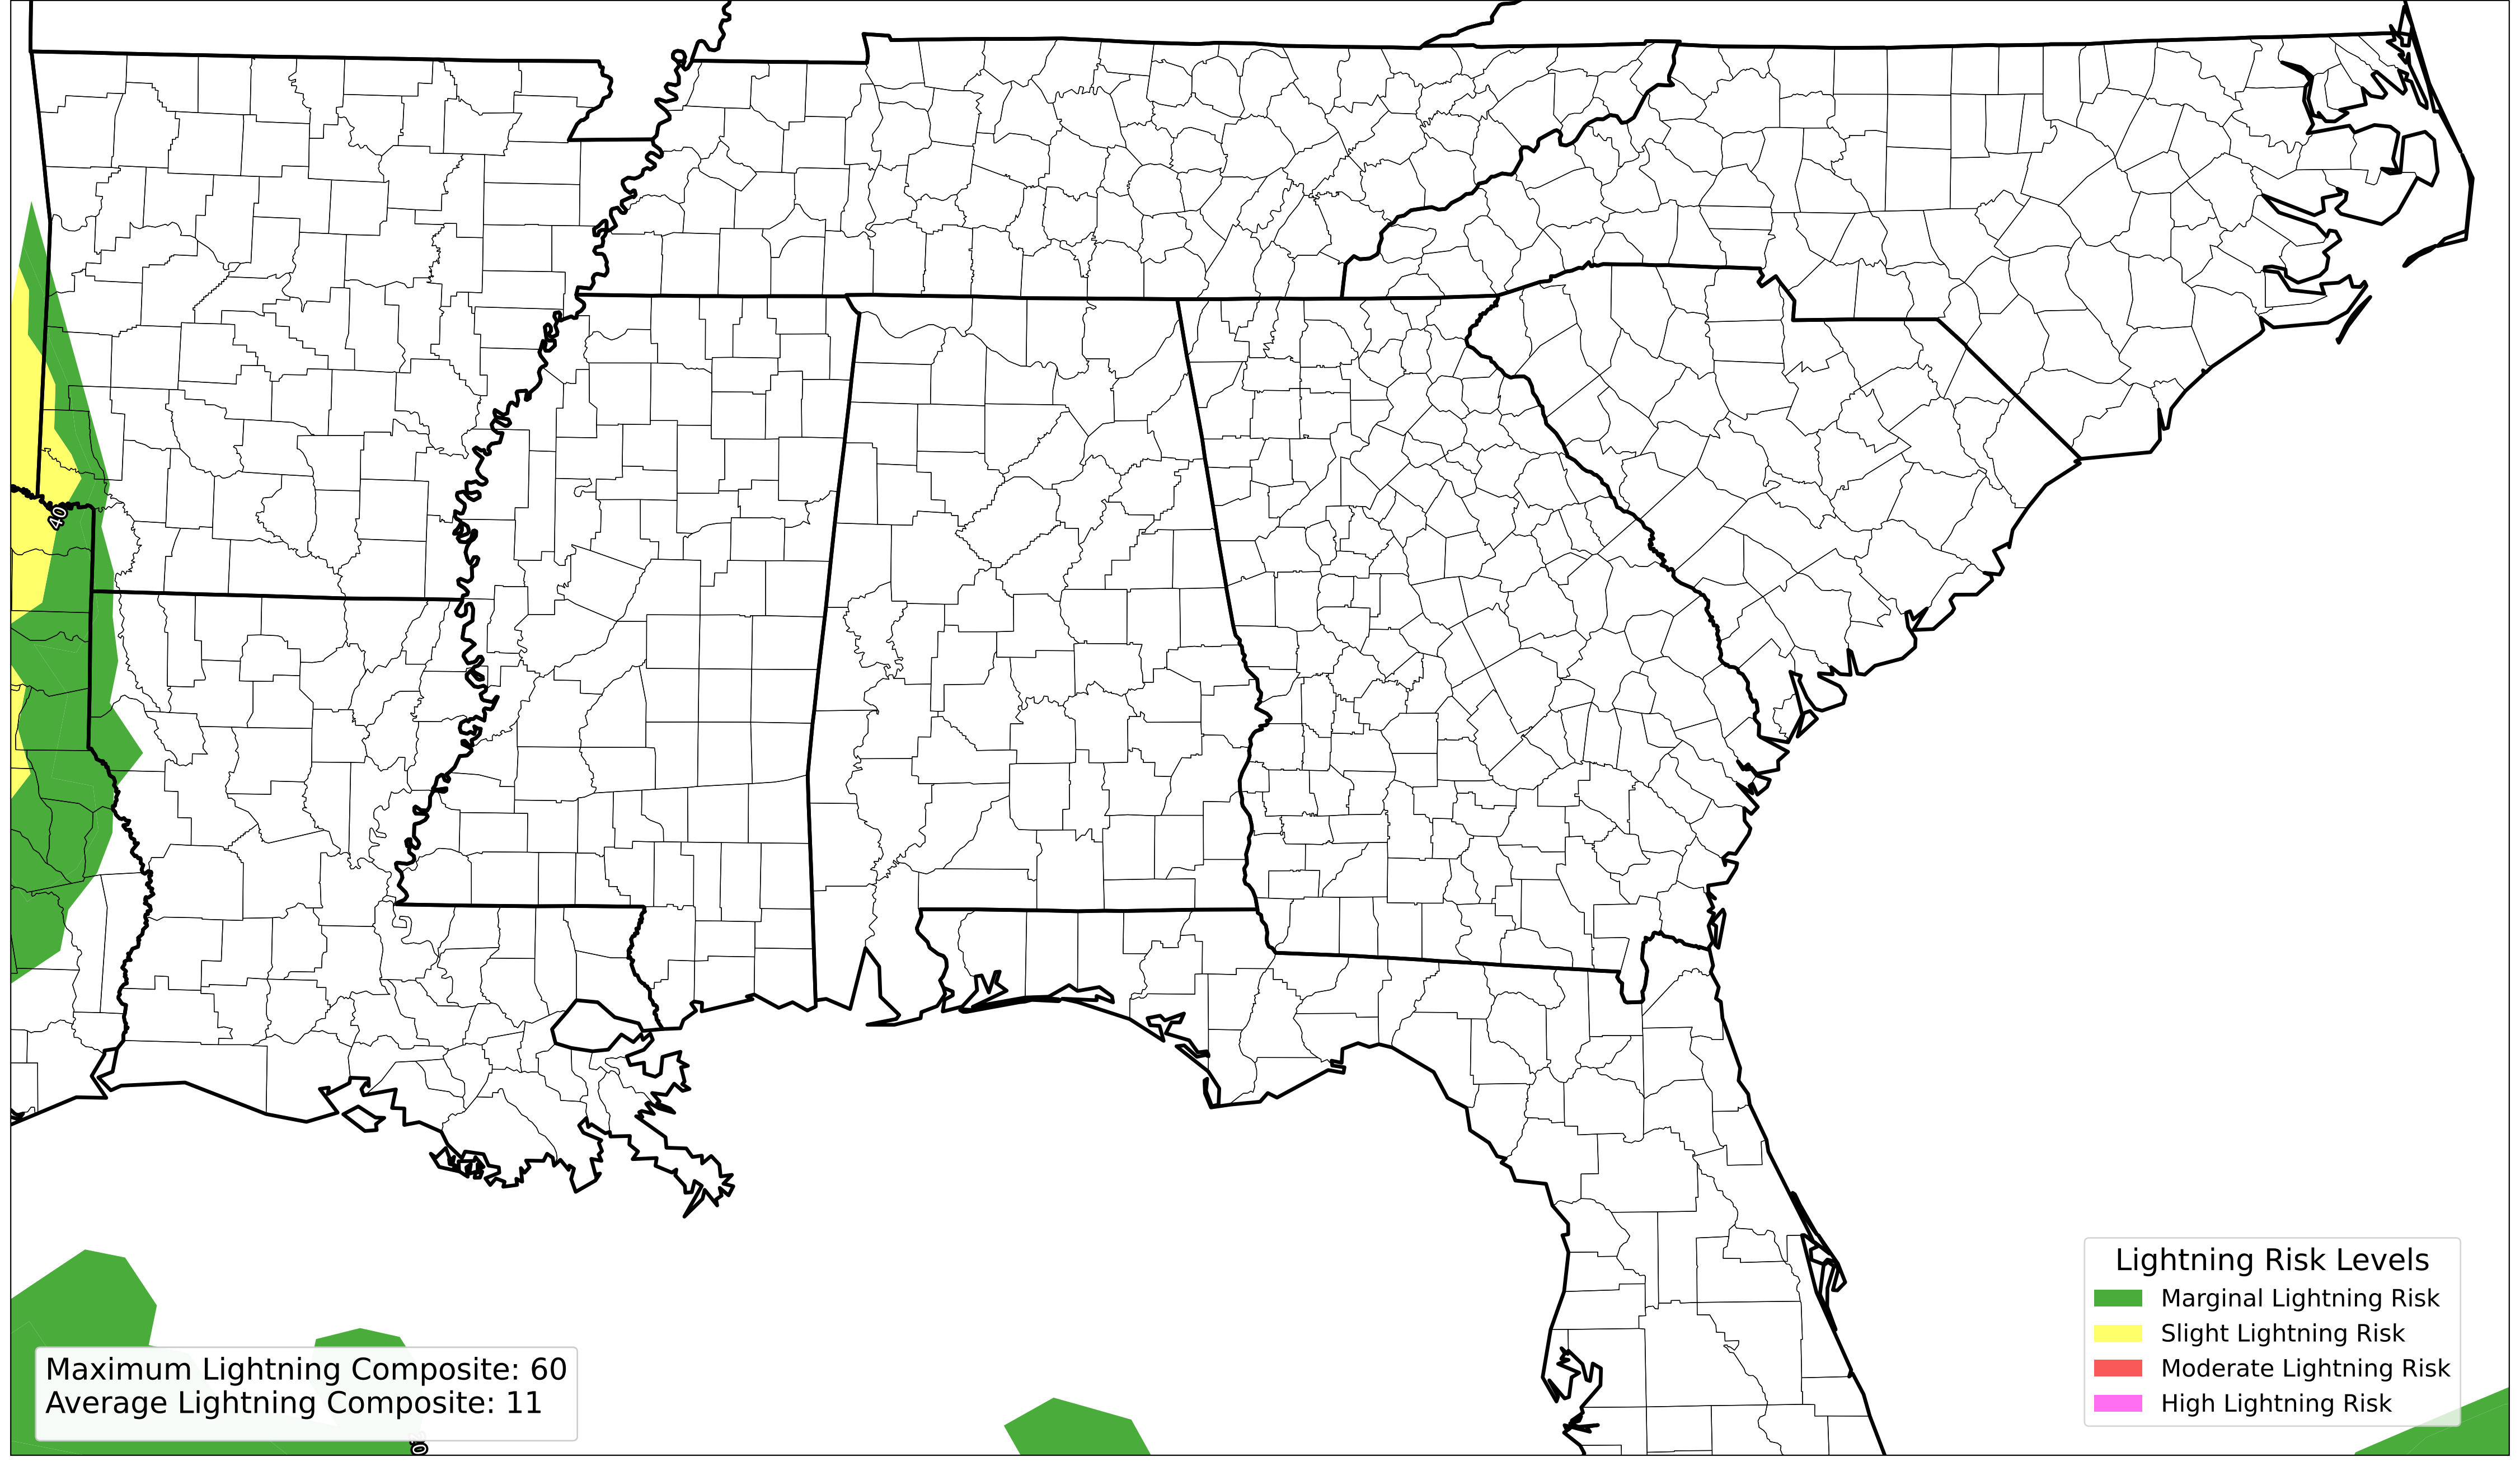 40
Lightning Risk Levels
Marginal Lightning Risk
Slight Lightning Risk
Moderate Lightning Risk
High Lightning Risk
Maximum Lightning Composite: 60
Average Lightning Composite: 11